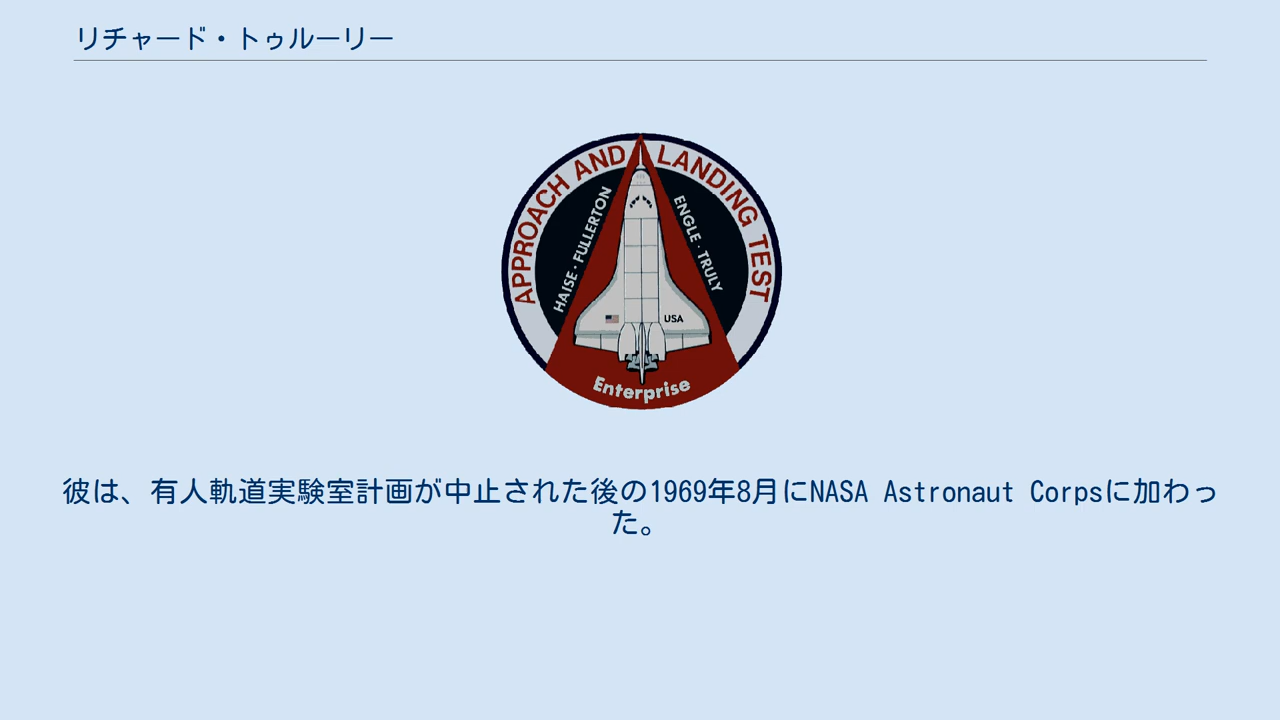 リチャード・トゥルーリー
APPROACH AND LANDING TEST
HAISE · FULLERTON
ENGLE · TRULY
USA
Enterprise
彼は、有人軌道実験室計画が中止された後の1969年8月にNASA Astronaut Corpsに加わっ
た。